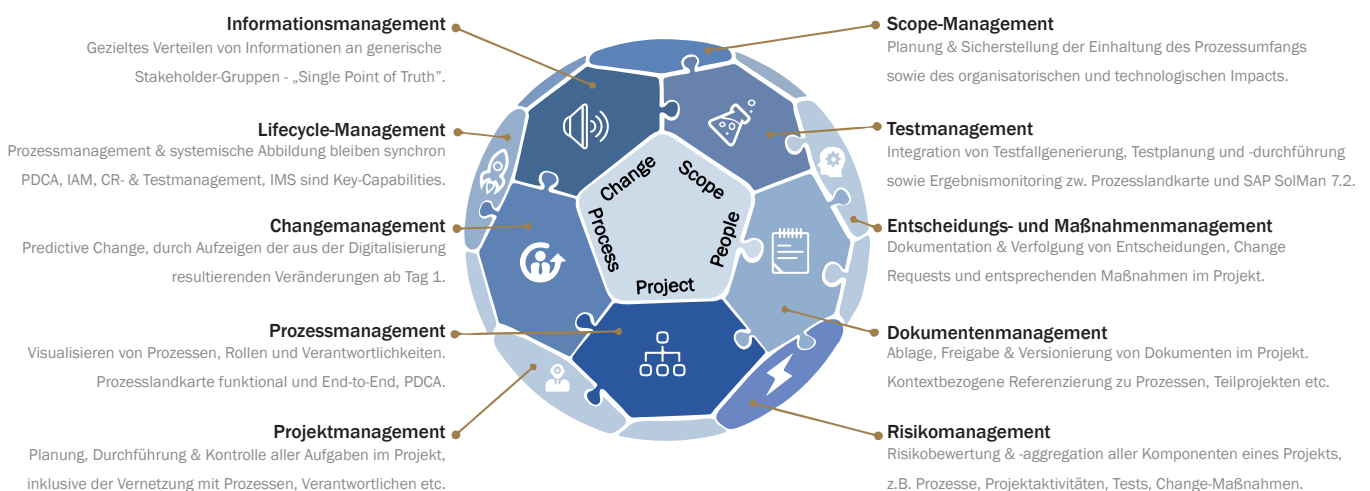 Informationsmanagement
Gezieltes Verteilen von Informationen an generische
Stakeholder-Gruppen - „Single Point of Truth”.
Lifecycle-Management
Prozessmanagement & systemische Abbildung bleiben synchron
PDCA, IAM, CR- & Testmanagement, IMS sind Key-Capabilities.
Changemanagement
Predictive Change, durch Aufzeigen der aus der Digitalisierung
resultierenden Veränderungen ab Tag 1.
Prozessmanagement
Visualisieren von Prozessen, Rollen und Verantwortlichkeiten.
Prozesslandkarte funktional und End-to-End, PDCA.
Projektmanagement
Planung, Durchführung & Kontrolle aller Aufgaben im Projekt,
inklusive der Vernetzung mit Prozessen, Verantwortlichen etc.
Change
Scope
Process
People
Project
Scope-Management
Planung & Sicherstellung der Einhaltung des Prozessumfangs
sowie des organisatorischen und technologischen Impacts.
Testmanagement
Integration von Testfallgenerierung, Testplanung und -durchführung
sowie Ergebnismonitoring zw. Prozesslandkarte und SAP SolMan 7.2.
Entscheidungs- und Maßnahmenmanagement
Dokumentation & Verfolgung von Entscheidungen, Change
Requests und entsprechenden Maßnahmen im Projekt.
Dokumentenmanagement
Ablage, Freigabe & Versionierung von Dokumenten im Projekt.
Kontextbezogene Referenzierung zu Prozessen, Teilprojekten etc.
Risikomanagement
Risikobewertung & -aggregation aller Komponenten eines Projekts,
z.B. Prozesse, Projektaktivitäten, Tests, Change-Maßnahmen.